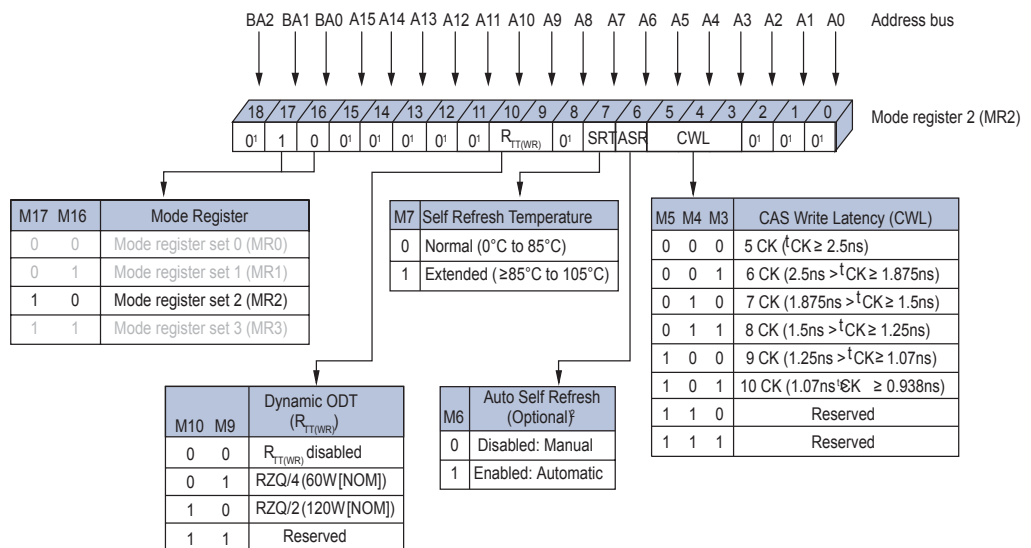 BA2 BA1 BA0 A15 A14 A13 A12 A11 A10 A9 A8 A7 A6 A5 A4 A3 A2 A1 A0 Address bus
18 17 16 15 14 13 12 11 10 9 8 7 6 5 4 3 2 1 0 Mode register 2 (MR2)
0¹ 1 0 0¹ 0¹ 0¹ 0¹ 0¹ RTT(WR) 0¹ SRT ASR CWL 0¹ 0¹ 0¹
M17 M16 Mode Register
0 0 Mode register set 0 (MR0)
0 1 Mode register set 1 (MR1)
1 0 Mode register set 2 (MR2)
1 1 Mode register set 3 (MR3)
M7 Self Refresh Temperature
0 Normal (0°C to 85°C)
1 Extended (≥85°C to 105°C)
M5 M4 M3 CAS Write Latency (CWL)
0 0 0 5 CK (tCK ≥ 2.5ns)
0 0 1 6 CK (2.5ns > tCK ≥ 1.875ns)
0 1 0 7 CK (1.875ns > tCK ≥ 1.5ns)
0 1 1 8 CK (1.5ns > tCK ≥ 1.25ns)
1 0 0 9 CK (1.25ns > tCK ≥ 1.07ns)
1 0 1 10 CK (1.07ns CK ≥ 0.938ns)
1 1 0 Reserved
1 1 1 Reserved
M10 M9 Dynamic ODT
(RTT(WR))
0 0 RTT(WR) disabled
0 1 RZQ/4 (60W [NOM])
1 0 RZQ/2 (120W [NOM])
1 1 Reserved
M6 Auto Self Refresh
(Optional)
0 Disabled: Manual
1 Enabled: Automatic